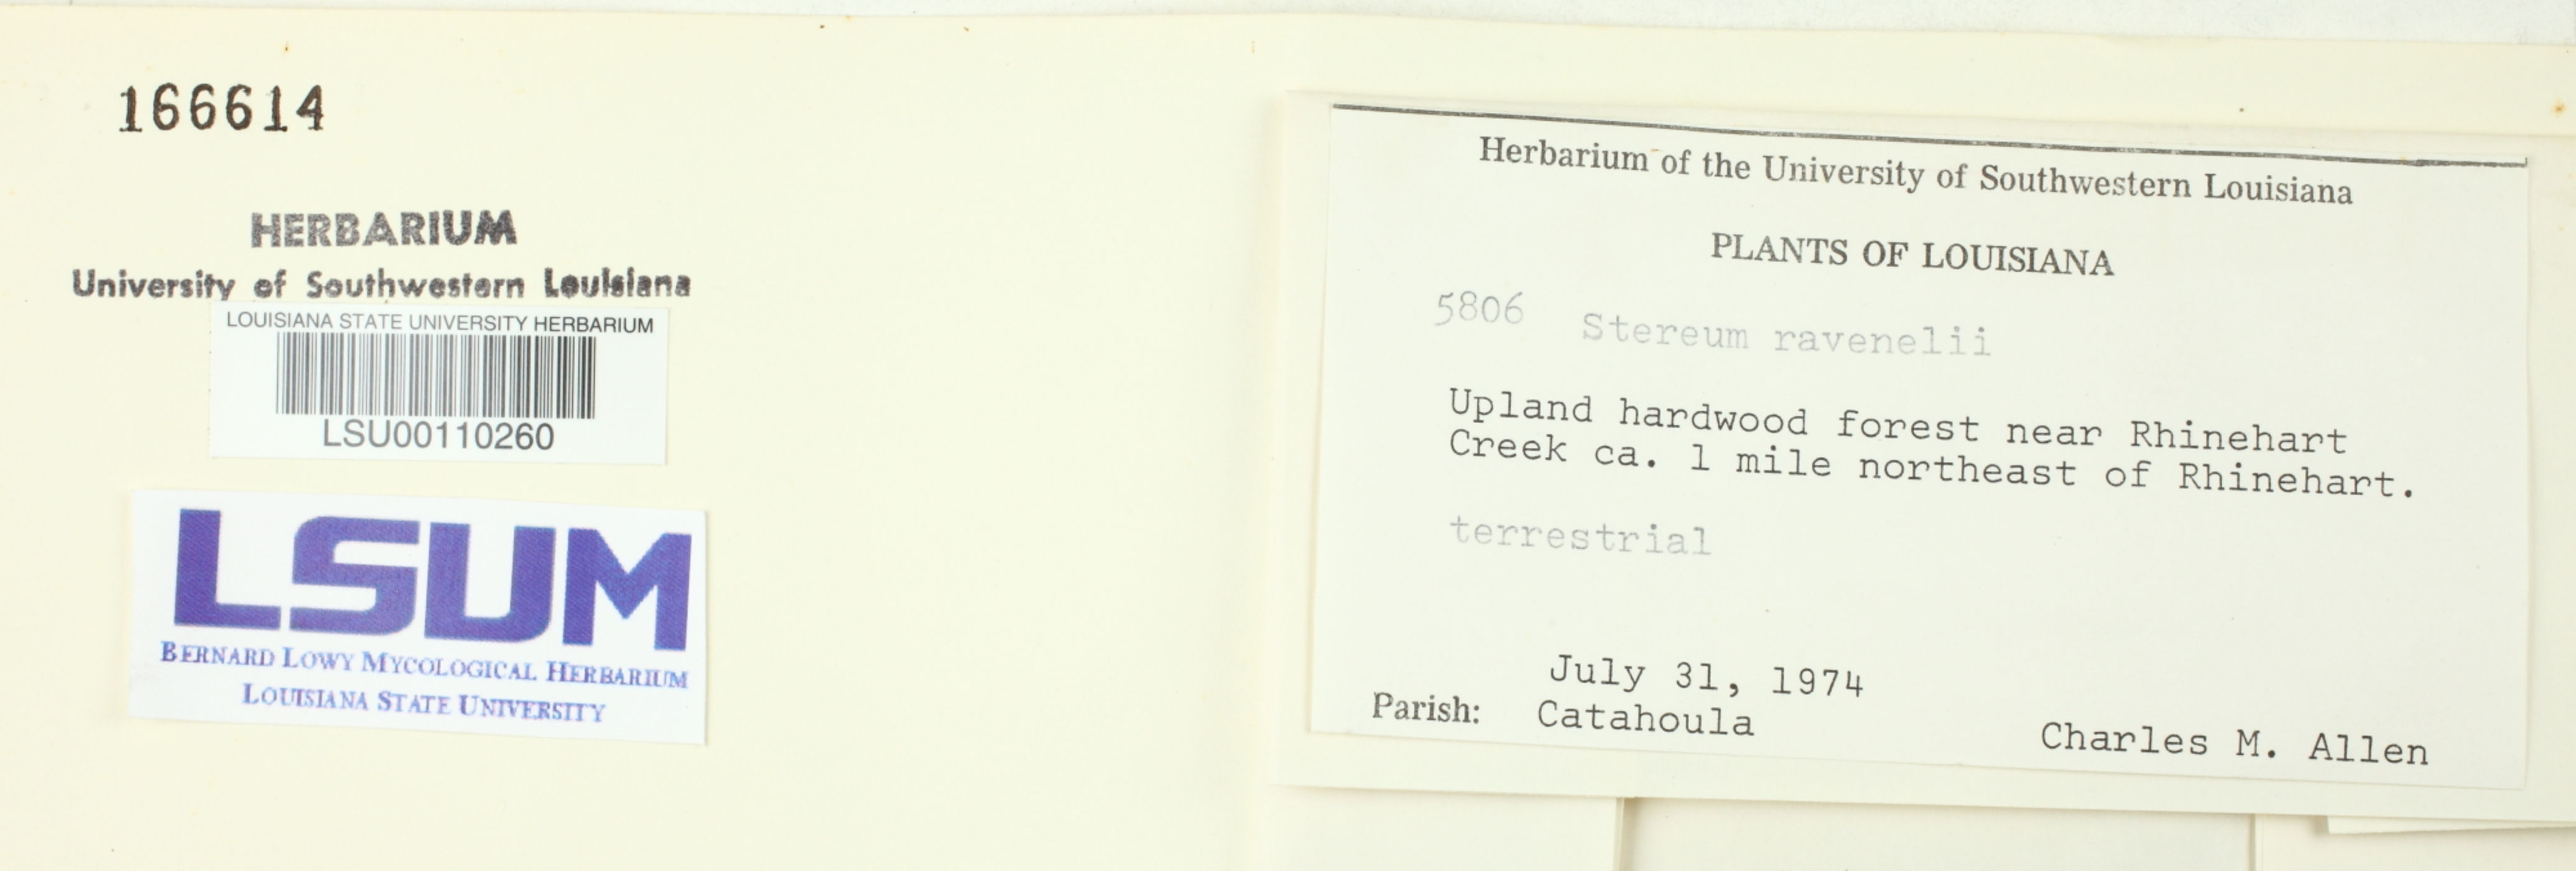 166614
HERBARIUM
University of Southwestern Louisiana
LOUISIANA STATE UNIVERSITY HERBARIUM
LSU00110260
LSUM
BERNARD LOWY MYCOLOGICAL HERBARIUM
LOUISIANA STATE UNIVERSITY
Herbarium of the University of Southwestern Louisiana
PLANTS OF LOUISIANA
5806 Stereum ravenelii
Upland hardwood forest near Rhinehart
Creek ca. 1 mile northeast of Rhinehart.
terrestrial
July 31, 1974
Parish: Catahoula
Charles M. Allen